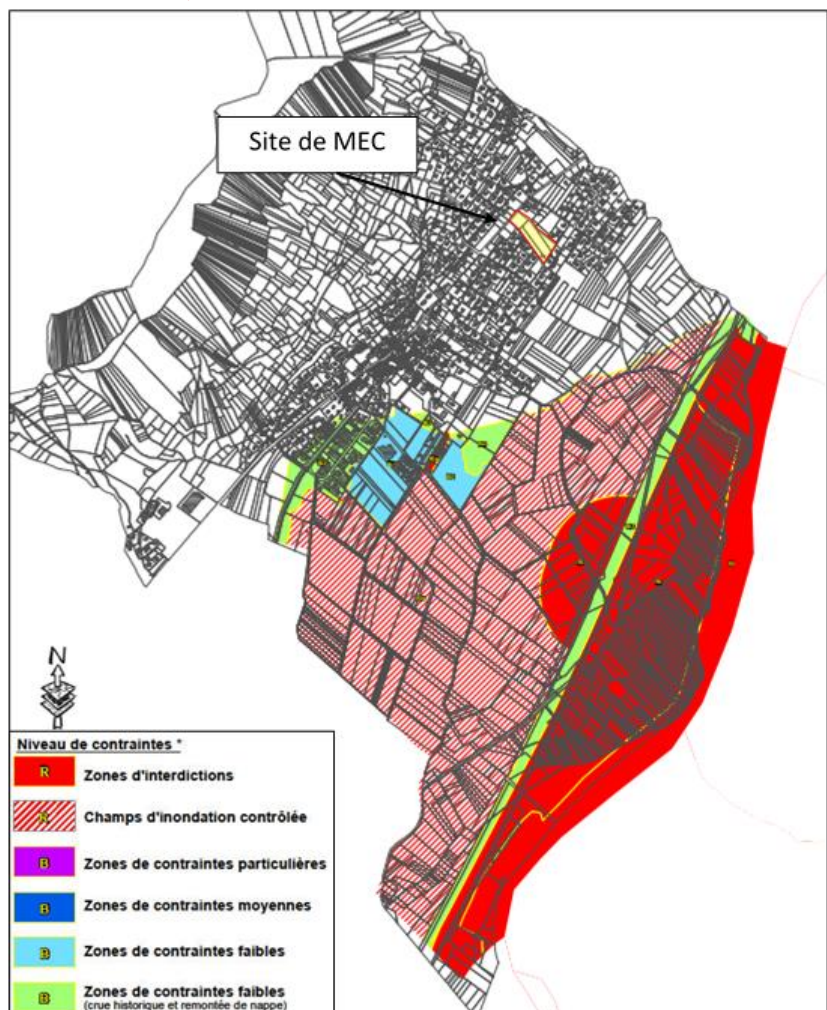 Site de MEC
N
Niveau de contraintes *
R Zones d'interdictions
R Champs d'inondation contrôlée
B Zones de contraintes particulières
B Zones de contraintes moyennes
B Zones de contraintes faibles
B Zones de contraintes faibles
(crue historique et remontée de nappe)